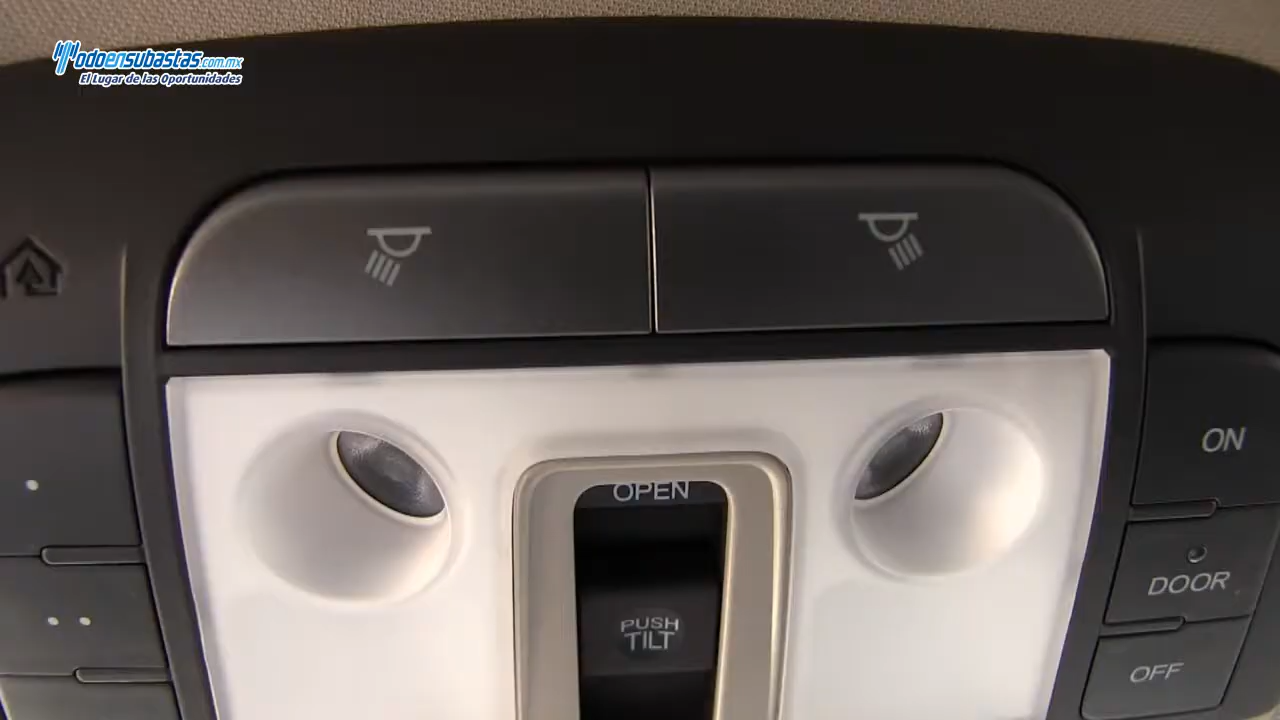 Todoensubastas.com.mx
El Lugar de las Oportunidades
ON
OPEN
DOOR
PUSH
TILT
OFF